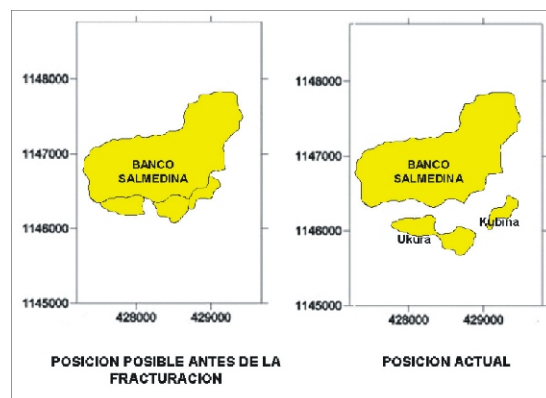 1148000
1147000
1146000
1145000
BANCO
SALMEDINA
428000
429000
POSICION POSIBLE ANTES DE LA
FRACTURACION
1148000
1147000
1146000
1145000
BANCO
SALMEDINA
Ukura
Kubina
428000
429000
POSICION ACTUAL